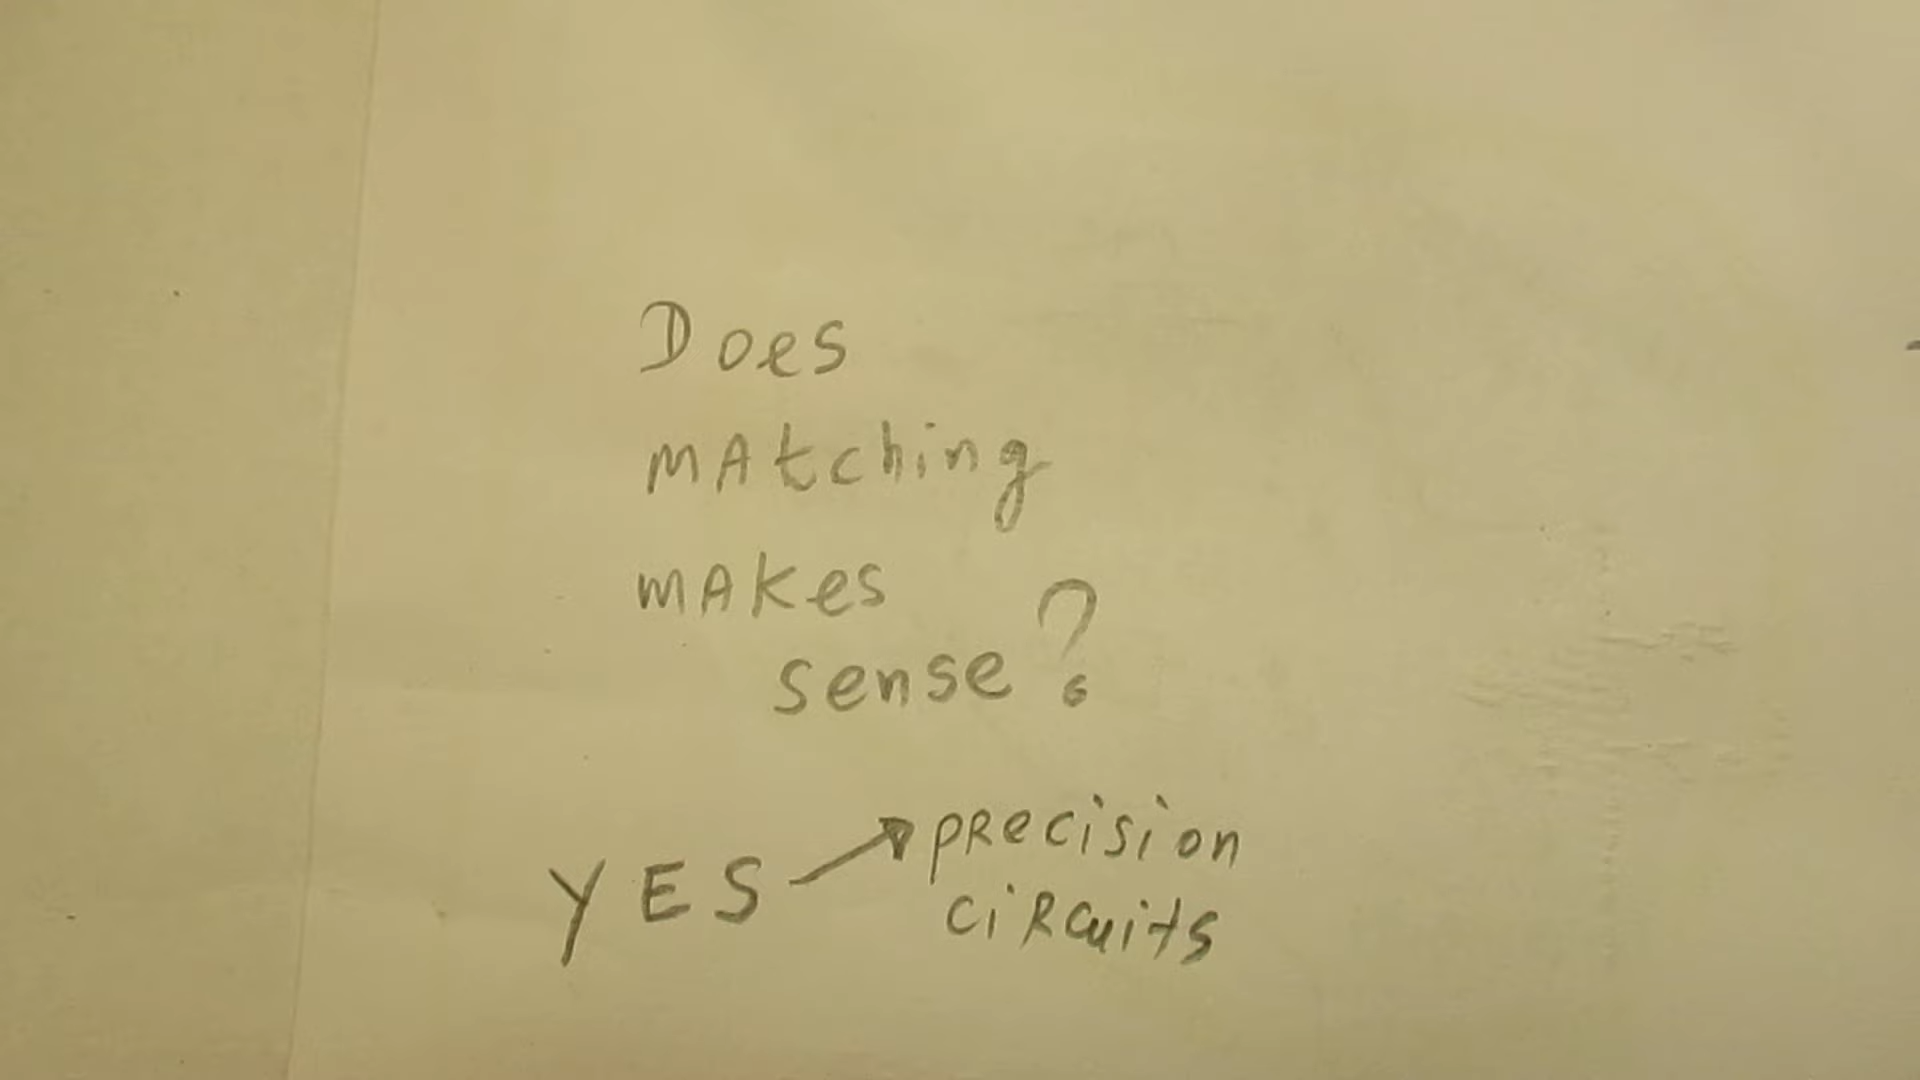 Does
mAtching
mAKes
sense?
YES → pRecision
ciRcuits